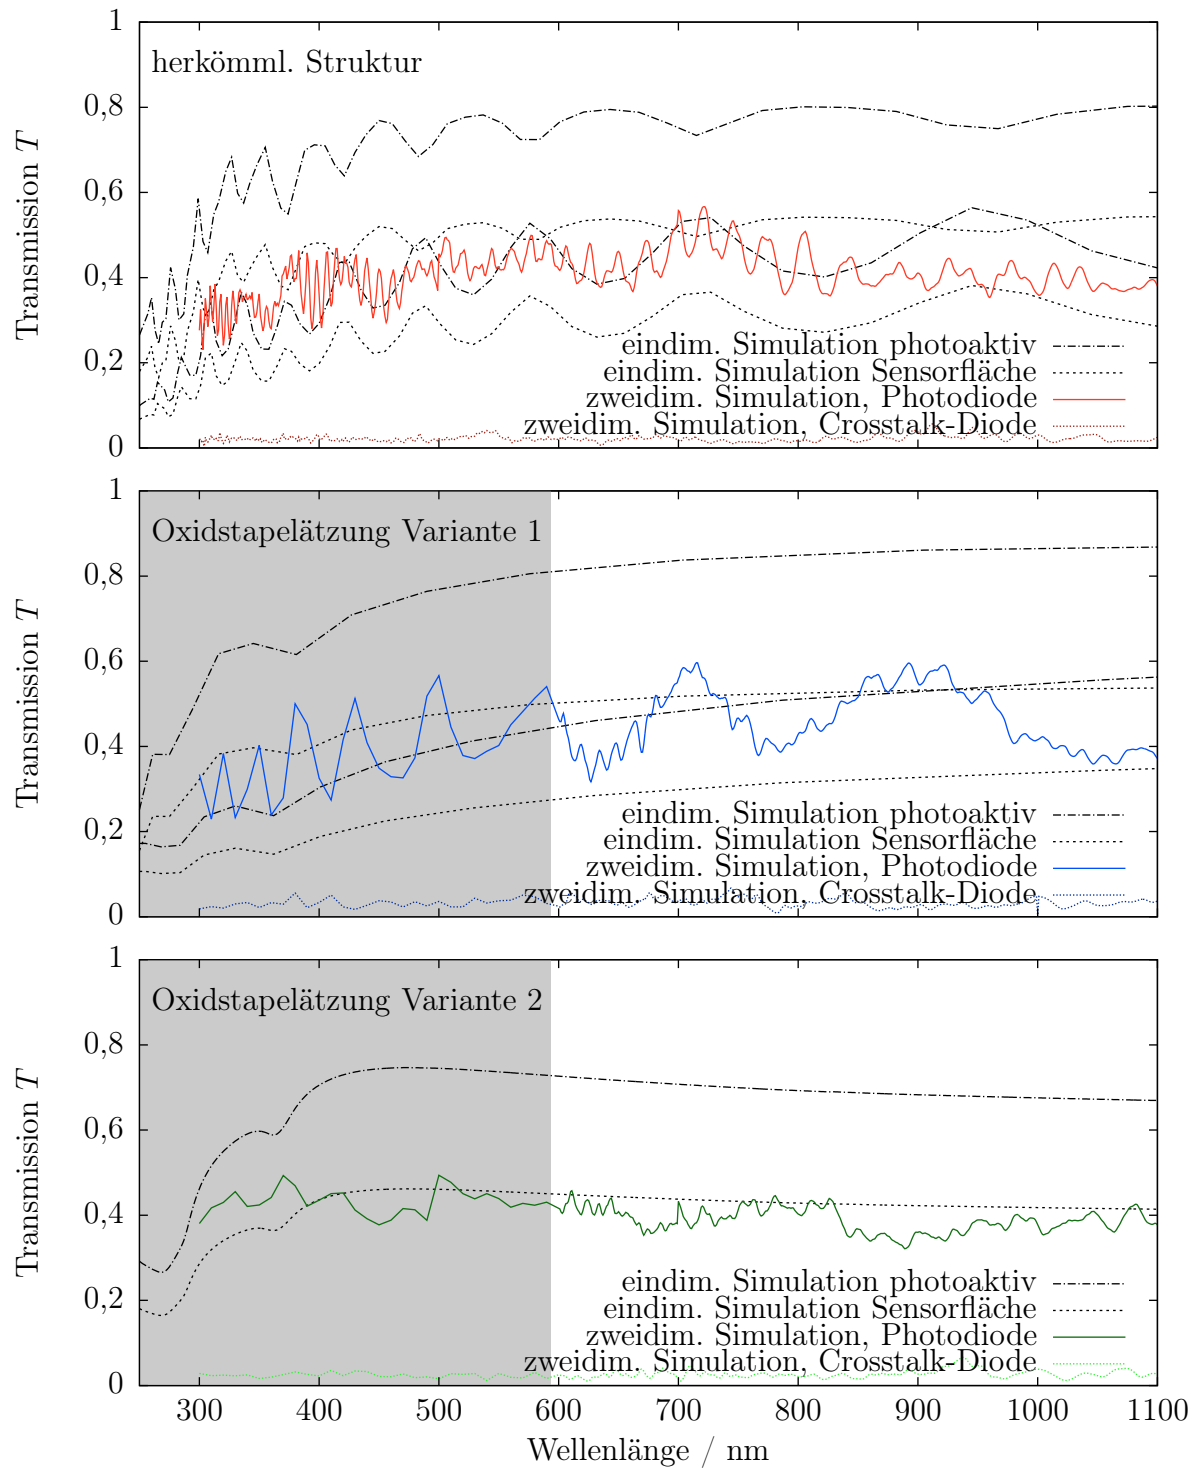 1
herkömml. Struktur
0,8
0,6
0,4
0,2
0
Transmission T
eindim. Simulation photoaktiv
eindim. Simulation Sensorfläche
zweidim. Simulation, Photodiode
zweidim. Simulation, Crosstalk-Diode
1
Oxidstapelätzung Variante 1
0,8
0,6
0,4
0,2
0
Transmission T
eindim. Simulation photoaktiv
eindim. Simulation Sensorfläche
zweidim. Simulation, Photodiode
zweidim. Simulation, Crosstalk-Diode
1
Oxidstapelätzung Variante 2
0,8
0,6
0,4
0,2
0
Transmission T
eindim. Simulation photoaktiv
eindim. Simulation Sensorfläche
zweidim. Simulation, Photodiode
zweidim. Simulation, Crosstalk-Diode
300 400 500 600 700 800 900 1000 1100
Wellenlänge / nm